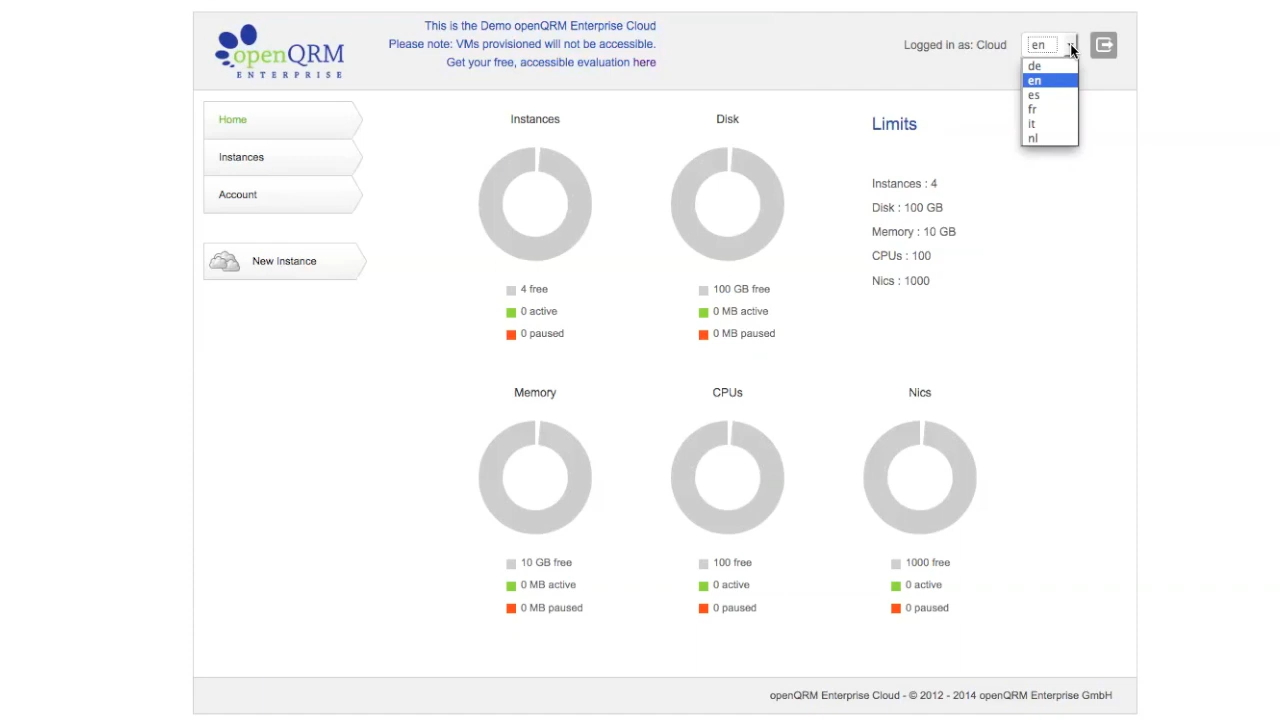 openQRM
ENTERPRISE
This is the Demo openQRM Enterprise Cloud
Please note: VMs provisioned will not be accessible.
Get your free, accessible evaluation here
Logged in as: Cloud
en
de
en
es
fr
it
nl
Home
Instances
Account
New Instance
Instances
4 free
0 active
0 paused
Disk
100 GB free
0 MB active
0 MB paused
Limits
Instances : 4
Disk : 100 GB
Memory : 10 GB
CPUs : 100
Nics : 1000
Memory
10 GB free
0 MB active
0 MB paused
CPUs
100 free
0 active
0 paused
Nics
1000 free
0 active
0 paused
openQRM Enterprise Cloud - © 2012 - 2014 openQRM Enterprise GmbH